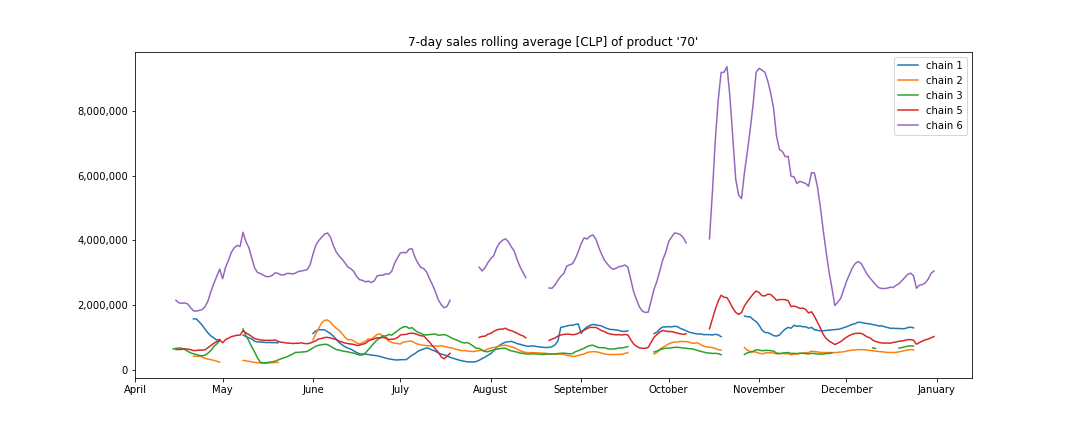 7-day sales rolling average [CLP] of product '70'
chain 1
chain 2
chain 3
chain 5
chain 6
8,000,000
6,000,000
4,000,000
2,000,000
0
April May June July August September October November December January